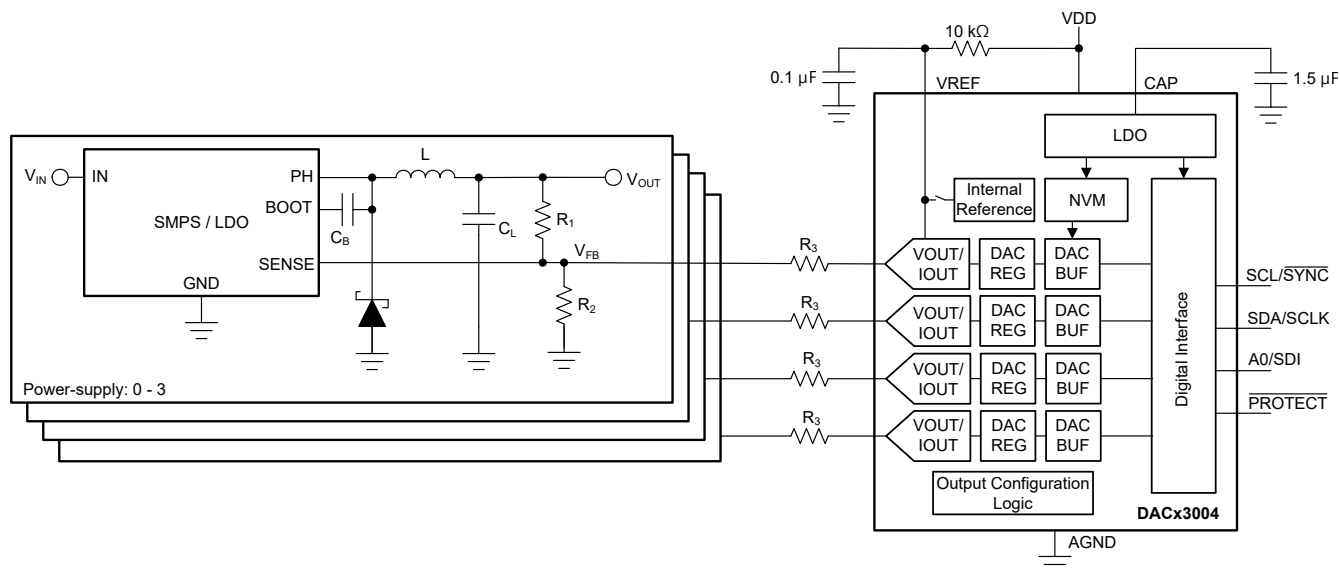 VDD
10 kΩ
0.1 µF
VREF
CAP
1.5 µF
LDO
Internal
Reference
NVM
VOUT/
IOUT
DAC
REG
DAC
BUF
VOUT/
IOUT
DAC
REG
DAC
BUF
VOUT/
IOUT
DAC
REG
DAC
BUF
VOUT/
IOUT
DAC
REG
DAC
BUF
Digital Interface
Output Configuration
Logic
DACx3004
AGND
SCL/SYNC
SDA/SCLK
A0/SDI
PROTECT
R3
R3
R3
R3
VIN
IN
SMPS / LDO
PH
BOOT
SENSE
GND
CB
L
CL
R1
VFB
R2
VOUT
Power-supply: 0 - 3